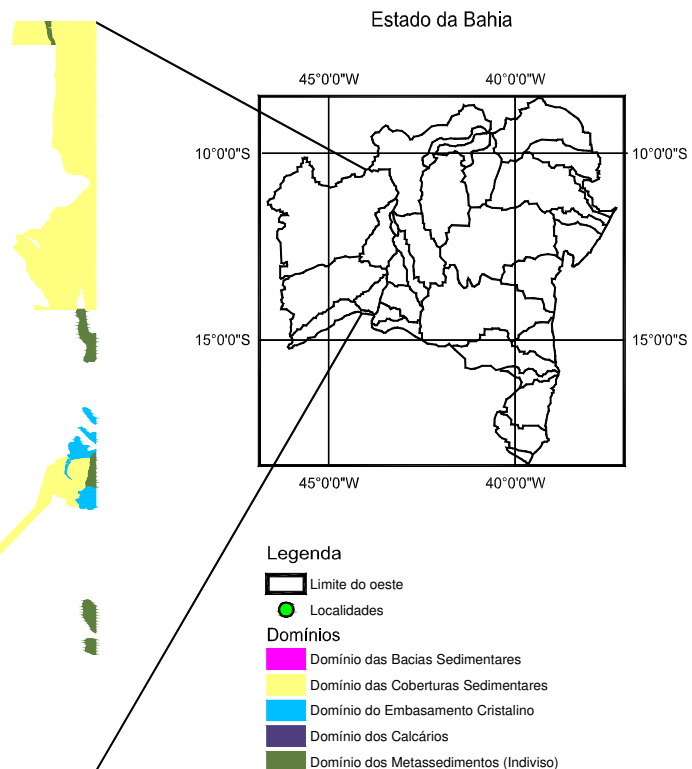 Estado da Bahia
45°0'0"W 40°0'0"W
10°0'0"S 10°0'0"S
15°0'0"S 15°0'0"S
45°0'0"W 40°0'0"W
Legenda
Limite do oeste
Localidades
Domínios
Domínio das Bacias Sedimentares
Domínio das Coberturas Sedimentares
Domínio do Embasamento Cristalino
Domínio dos Calcários
Domínio dos Metassedimentos (Indiviso)